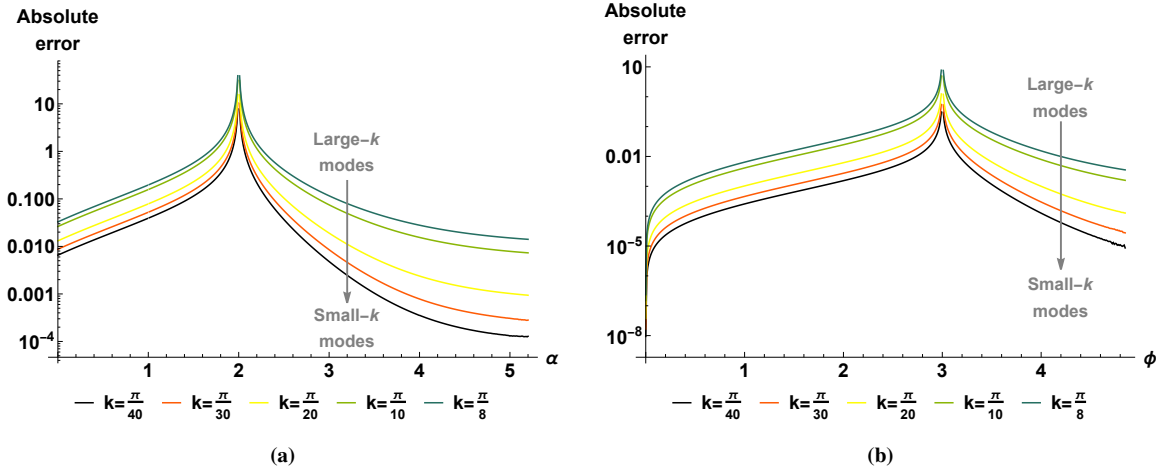 Absolute
error
10
1
0.100
0.010
0.001
10⁻⁴
1 2 3 4 5 α
Large-k
modes
Small-k
modes
k=π/40 k=π/30 k=π/20 k=π/10 k=π/8
(a)
Absolute
error
10
0.01
10⁻⁵
10⁻⁸
1 2 3 4 ϕ
Large-k
modes
Small-k
modes
k=π/40 k=π/30 k=π/20 k=π/10 k=π/8
(b)